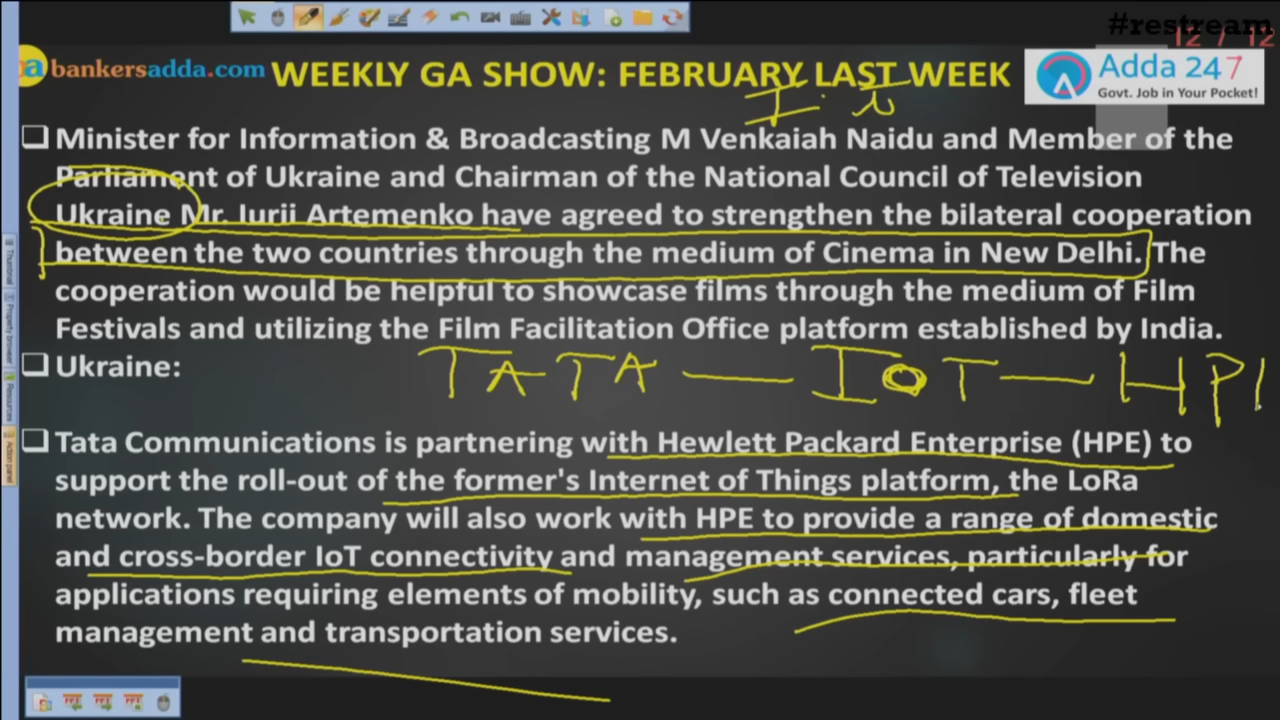 #restream
12 / 12
bankersadda.com WEEKLY GA SHOW: FEBRUARY LAST WEEK
Adda 247
Govt. Job in Your Pocket!
Minister for Information & Broadcasting M Venkaiah Naidu and Member of the
Parliament of Ukraine and Chairman of the National Council of Television
Ukraine Mr. Iurii Artemenko have agreed to strengthen the bilateral cooperation
between the two countries through the medium of Cinema in New Delhi. The
cooperation would be helpful to showcase films through the medium of Film
Festivals and utilizing the Film Facilitation Office platform established by India.
Ukraine:
TATA — IOT — HPI
Tata Communications is partnering with Hewlett Packard Enterprise (HPE) to
support the roll-out of the former's Internet of Things platform, the LoRa
network. The company will also work with HPE to provide a range of domestic
and cross-border IoT connectivity and management services, particularly for
applications requiring elements of mobility, such as connected cars, fleet
management and transportation services.
Thumbnail
Property browser
Resources
Action panel